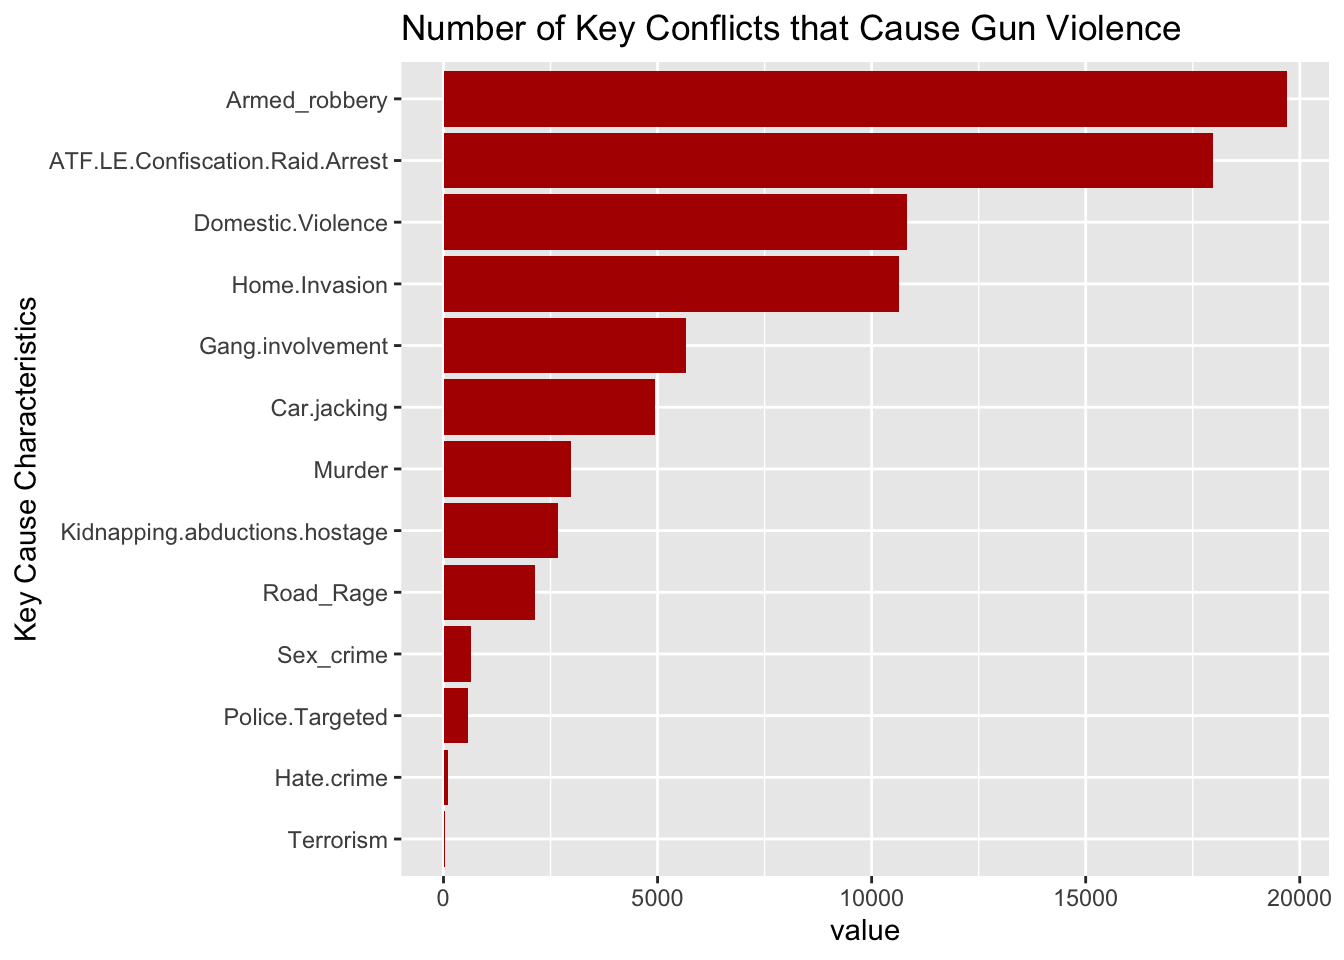 Number of Key Conflicts that Cause Gun Violence
Key Cause Characteristics
Armed_robbery
ATF.LE.Confiscation.Raid.Arrest
Domestic.Violence
Home.Invasion
Gang.involvement
Car.jacking
Murder
Kidnapping.abductions.hostage
Road_Rage
Sex_crime
Police.Targeted
Hate.crime
Terrorism
0 5000 10000 15000 20000
value